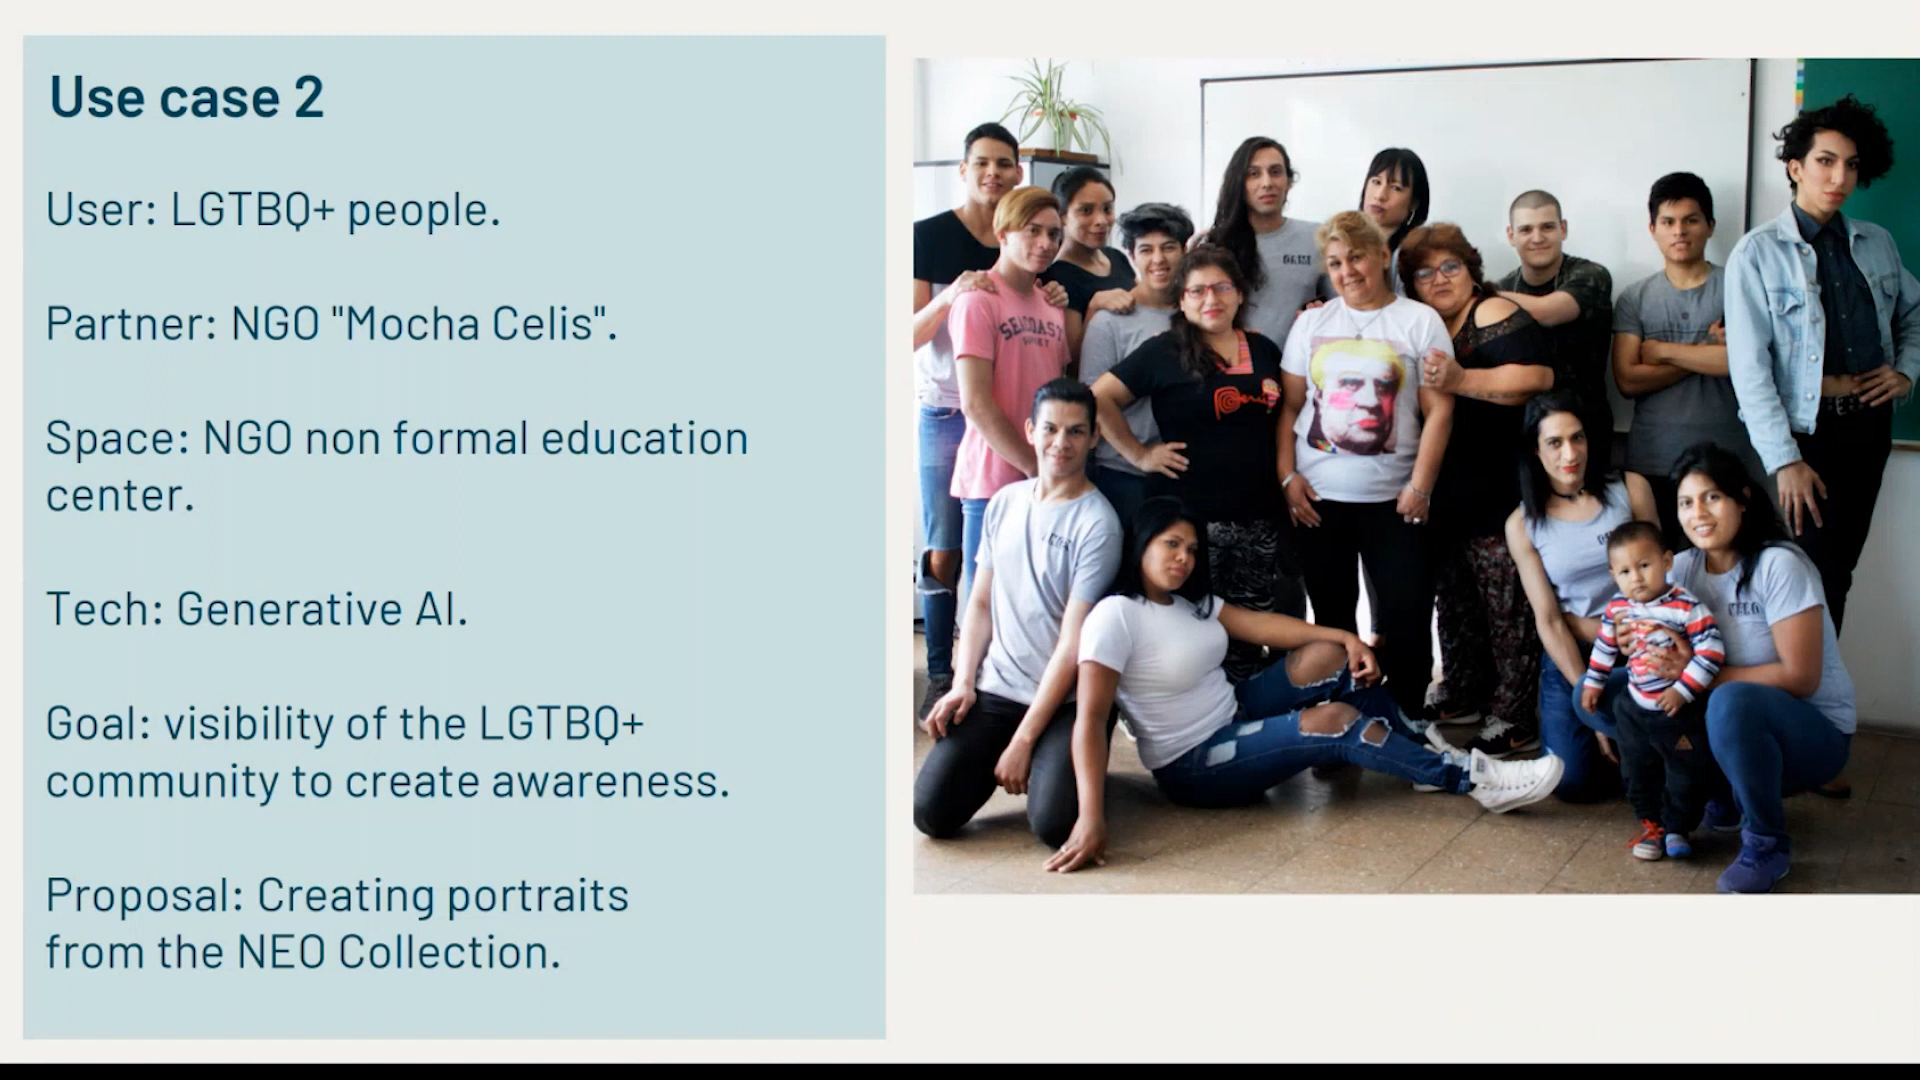 Use case 2
User: LGTBQ+ people.
Partner: NGO "Mocha Celis".
Space: NGO non formal education
center.
Tech: Generative AI.
Goal: visibility of the LGTBQ+
community to create awareness.
Proposal: Creating portraits
from the NEO Collection.
SEACOAST